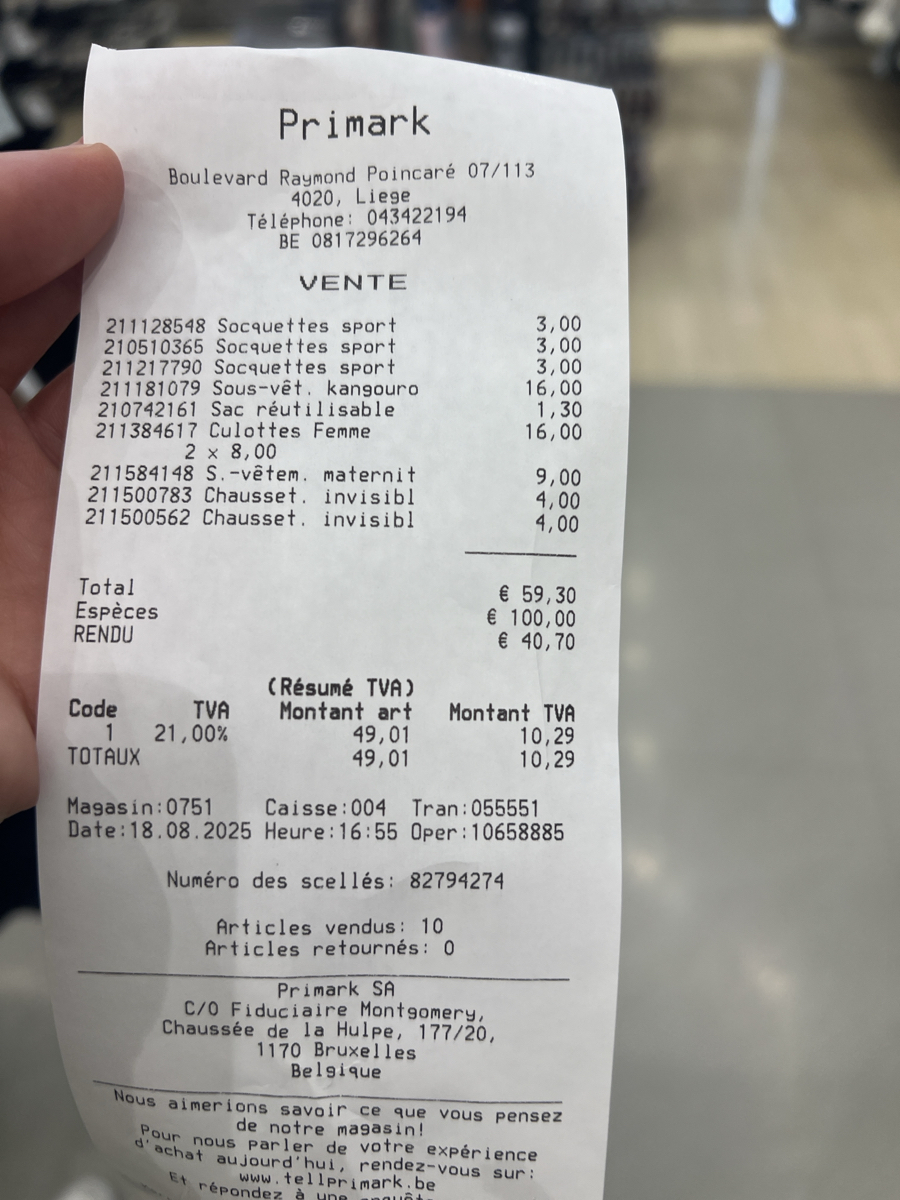 Primark
Boulevard Raymond Poincaré 07/113
4020, Liege
Téléphone: 043422194
BE 0817296264
VENTE
211128548 Socquettes sport 3,00
210510365 Socquettes sport 3,00
211217790 Socquettes sport 3,00
211181079 Sous-vêt. kangouro 16,00
210742161 Sac réutilisable 1,30
211384617 Culottes Femme 16,00
2 x 8,00
211584148 S.-vêtem. maternit 9,00
211500783 Chausset. invisibl 4,00
211500562 Chausset. invisibl 4,00
Total € 59,30
Espèces € 100,00
RENDU € 40,70
(Résumé TVA)
Code TVA Montant art Montant TVA
1 21,00% 49,01 10,29
TOTAUX 49,01 10,29
Magasin:0751 Caisse:004 Tran:055551
Date:18.08.2025 Heure:16:55 Oper:10658885
Numéro des scellés: 82794274
Articles vendus: 10
Articles retournés: 0
Primark SA
C/O Fiduciaire Montgomery,
Chaussée de la Hulpe, 177/20,
1170 Bruxelles
Belgique
Nous aimerions savoir ce que vous pensez
de notre magasin!
Pour nous parler de votre expérience
d'achat aujourd'hui, rendez-vous sur:
www.tellprimark.be
Et répondez à une